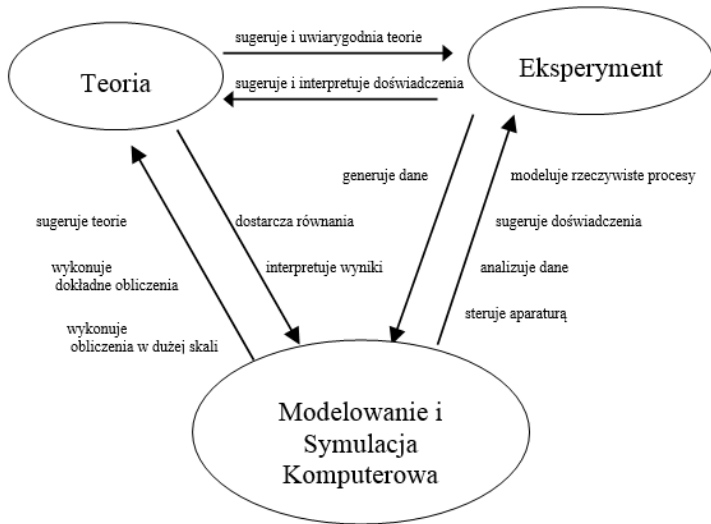 sugeruje i uwiarygodnia teorie
Teoria
Eksperyment
sugeruje i interpretuje doświadczenia
generuje dane
modeluje rzeczywiste procesy
sugeruje teorie
dostarcza równania
sugeruje doświadczenia
wykonuje
dokładne obliczenia
interpretuje wyniki
analizuje dane
steruje aparaturą
wykonuje
obliczenia w dużej skali
Modelowanie i
Symulacja
Komputerowa